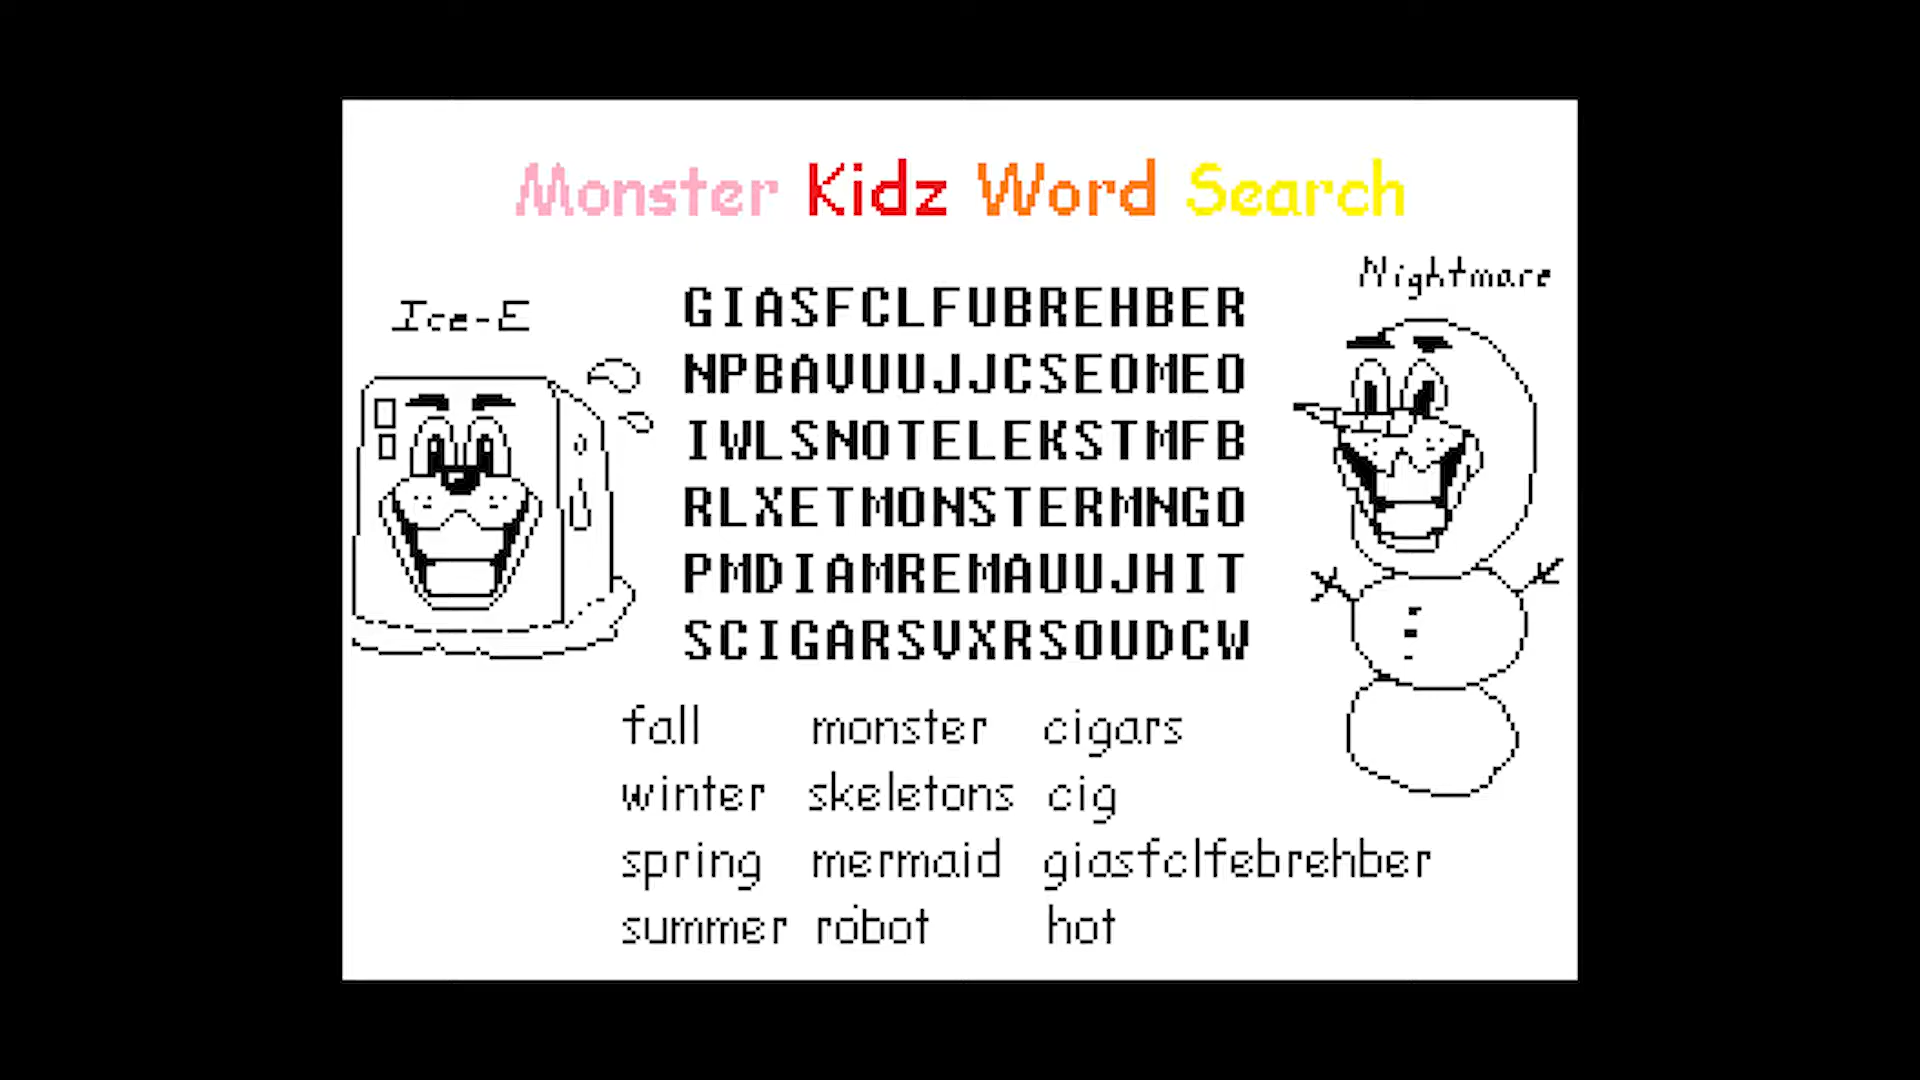 Monster Kidz Word Search
Nightmare
Ice-E
GIASFCLFUBREHBER
NPBAVUUJJCSEOMEO
IWLSNOTELEKSTMFB
RLXETMONSTERMNGO
PMDIAMREMAUUJHIT
SCIGARSVXRSOUDCW
fall monster cigars
winter skeletons cig
spring mermaid giasfclfebrehber
summer robot hot